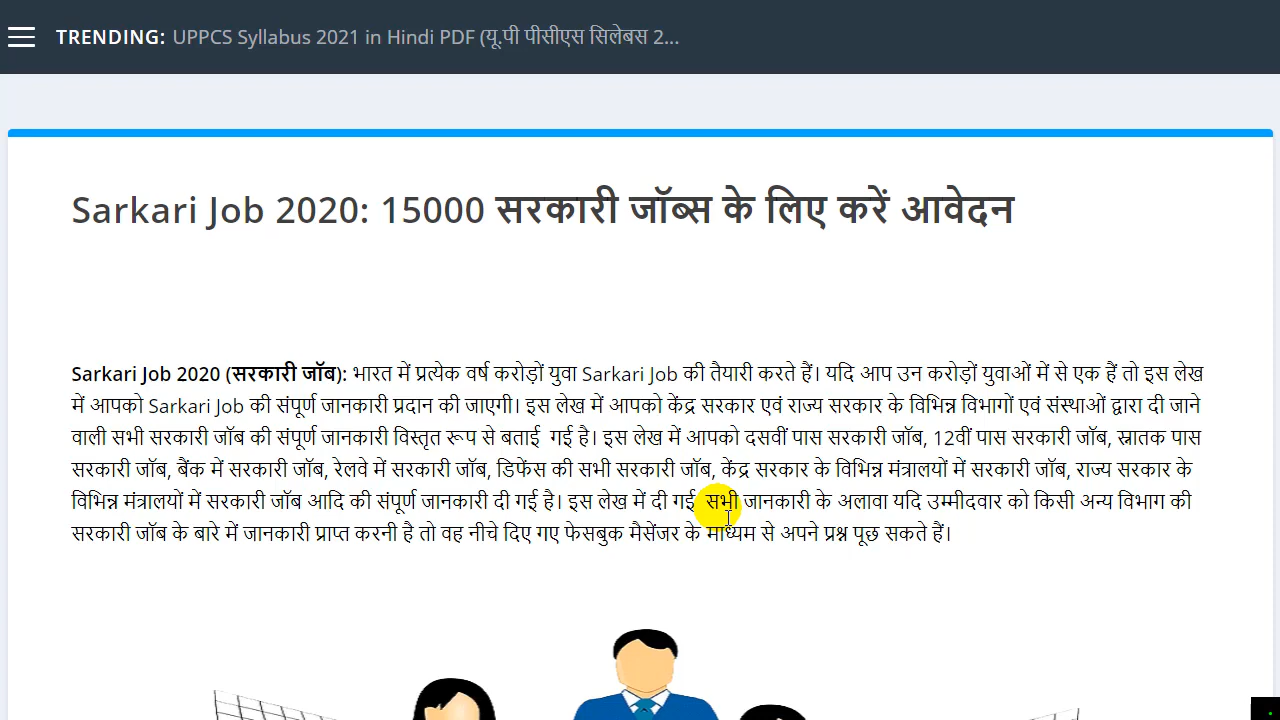 TRENDING: UPPCS Syllabus 2021 in Hindi PDF (यू.पी पीसीएस सिलेबस 2...
Sarkari Job 2020: 15000 सरकारी जॉब्स के लिए करें आवेदन
Sarkari Job 2020 (सरकारी जॉब): भारत में प्रत्येक वर्ष करोड़ों युवा Sarkari Job की तैयारी करते हैं। यदि आप उन करोड़ों युवाओं में से एक हैं तो इस लेख
में आपको Sarkari Job की संपूर्ण जानकारी प्रदान की जाएगी। इस लेख में आपको केंद्र सरकार एवं राज्य सरकार के विभिन्न विभागों एवं संस्थाओं द्वारा दी जाने
वाली सभी सरकारी जॉब की संपूर्ण जानकारी विस्तृत रूप से बताई गई है। इस लेख में आपको दसवीं पास सरकारी जॉब, 12वीं पास सरकारी जॉब, स्नातक पास
सरकारी जॉब, बैंक में सरकारी जॉब, रेलवे में सरकारी जॉब, डिफेंस की सभी सरकारी जॉब, केंद्र सरकार के विभिन्न मंत्रालयों में सरकारी जॉब, राज्य सरकार के
विभिन्न मंत्रालयों में सरकारी जॉब आदि की संपूर्ण जानकारी दी गई है। इस लेख में दी गई सभी जानकारी के अलावा यदि उम्मीदवार को किसी अन्य विभाग की
सरकारी जॉब के बारे में जानकारी प्राप्त करनी है तो वह नीचे दिए गए फेसबुक मैसेंजर के माध्यम से अपने प्रश्न पूछ सकते हैं।